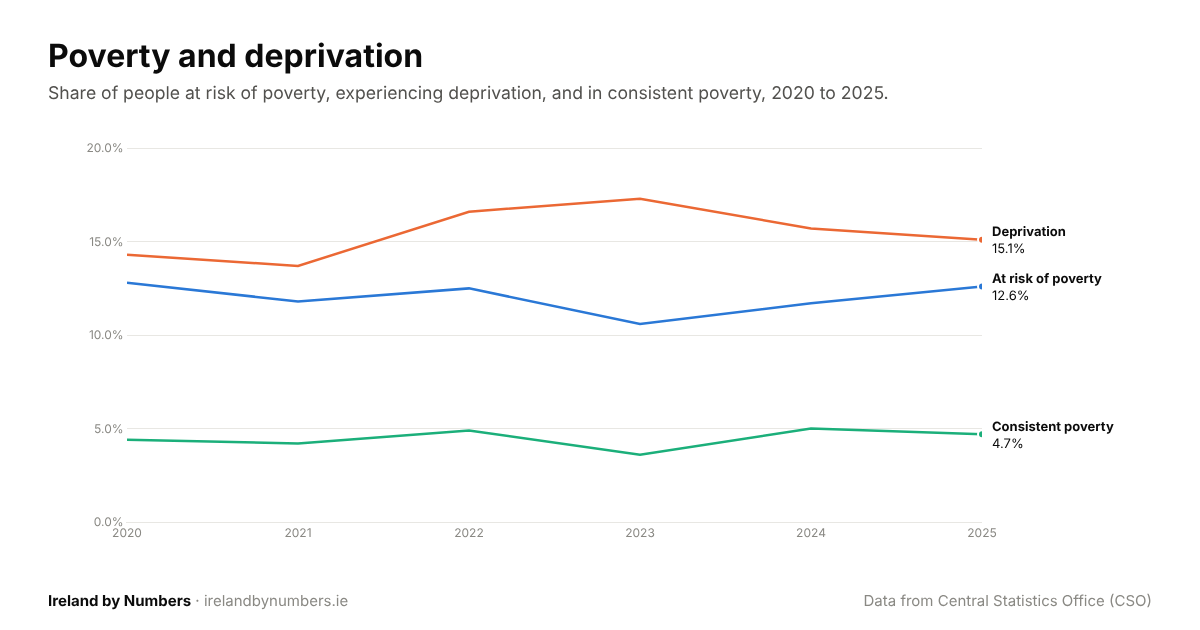 Poverty and deprivation
Share of people at risk of poverty, experiencing deprivation, and in consistent poverty, 2020 to 2025.
20.0%
15.0%
10.0%
5.0%
0.0%
Deprivation
15.1%
At risk of poverty
12.6%
Consistent poverty
4.7%
2020 2021 2022 2023 2024 2025
Ireland by Numbers · irelandbynumbers.ie
Data from Central Statistics Office (CSO)